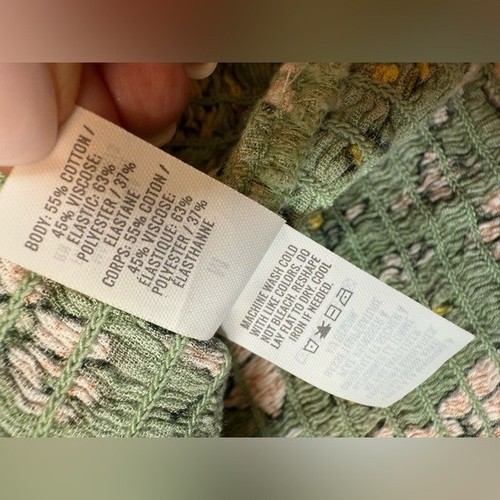 BODY: 55% COTTON /
45% VISCOSE:
ELASTIC: 63%
POLYESTER / 37%
ELASTANE
CORPS: 55% COTON /
45% VISCOSE:
ÉLASTIQUE: 63%
POLYESTER / 37%
ÉLASTHANNE
MACHINE WASH COLD
WITH LIKE COLORS. DO
NOT BLEACH. RESHAPE
LAY FLAT TO DRY. COOL
IRON IF NEEDED.